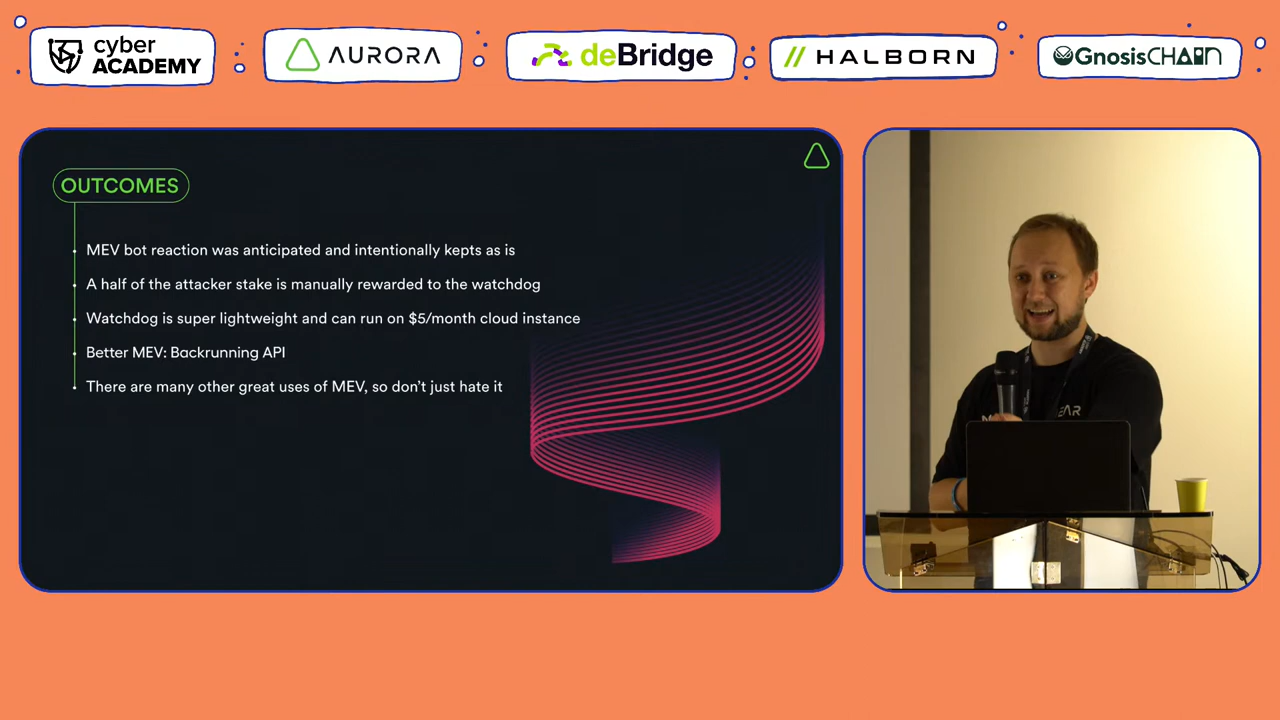 cyber
ACADEMY
AURORA
deBridge
HALBORN
GnosisCHAIN
OUTCOMES
MEV bot reaction was anticipated and intentionally kepts as is
A half of the attacker stake is manually rewarded to the watchdog
Watchdog is super lightweight and can run on $5/month cloud instance
Better MEV: Backrunning API
There are many other great uses of MEV, so don't just hate it